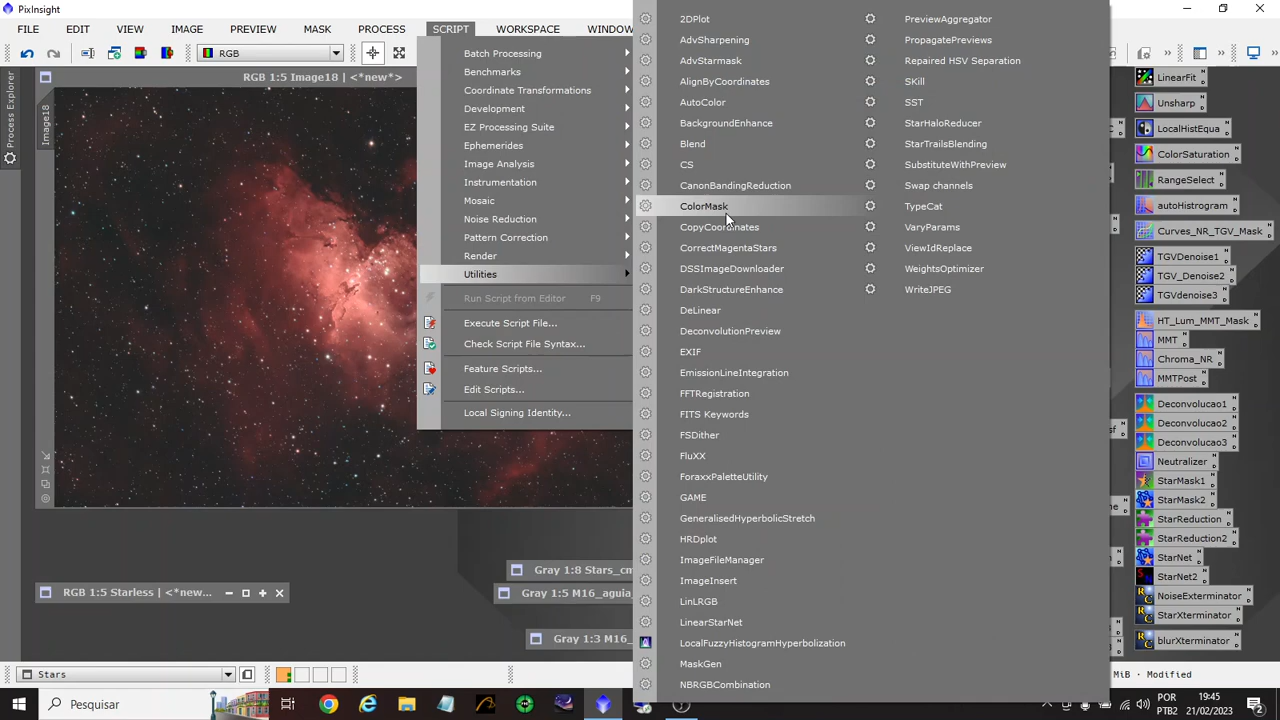 PixInsight
FILE EDIT VIEW IMAGE PREVIEW MASK PROCESS SCRIPT WORKSPACE WINDOW
RGB
RGB 1:5 Image18 | <*new*>
Process Explorer
Image18
Batch Processing
Benchmarks
Coordinate Transformations
Development
EZ Processing Suite
Ephemerides
Image Analysis
Instrumentation
Mosaic
Noise Reduction
Pattern Correction
Render
Utilities
Run Script from Editor F9
Execute Script File...
Check Script File Syntax...
Feature Scripts...
Edit Scripts...
Local Signing Identity...
2DPlot
AdvSharpening
AdvStarmask
AlignByCoordinates
AutoColor
BackgroundEnhance
Blend
CS
CanonBandingReduction
ColorMask
CopyCoordinates
CorrectMagentaStars
DSSImageDownloader
DarkStructureEnhance
DeLinear
DeconvolutionPreview
EXIF
EmissionLineIntegration
FFTRegistration
FITS Keywords
FSDither
FluXX
ForaxxPaletteUtility
GAME
GeneralisedHyperbolicStretch
HRDplot
ImageFileManager
ImageInsert
LinLRGB
LinearStarNet
LocalFuzzyHistogramHyperbolization
MaskGen
NBRGBCombination
PreviewAggregator
PropagatePreviews
Repaired HSV Separation
SKill
SST
StarHaloReducer
StarTrailsBlending
SubstituteWithPreview
Swap channels
TypeCat
VaryParams
ViewIdReplace
WeightsOptimizer
WriteJPEG
LinearFit
Unsharp
LocalHistEqua
ColorSaturation
RangeSelect
autoHistogram
Curves_NR_TGV_Mask
TGVDenoise1
TGV_Denoise2
TGVdenoise3
HT_Lum_MMT_Mask
MMT
Chroma_NR
MMTPost
Deconvolucao1
Deconvolucao2
Deconvolucao3
Neutralizer
StarMask1
StarMask2
StarReduction
StarReduction2
StarNet
StarNet2
NoiseExterminator
StarXterminator
blurXterminator
Gray 1:8 Stars_cm
RGB 1:5 Starless | <*new...
Gray 1:5 M16_aguia_
Gray 1:3 M16_
Stars
MiB · Modified
Pesquisar
POR
PTB2
19:45
21/02/2023
2